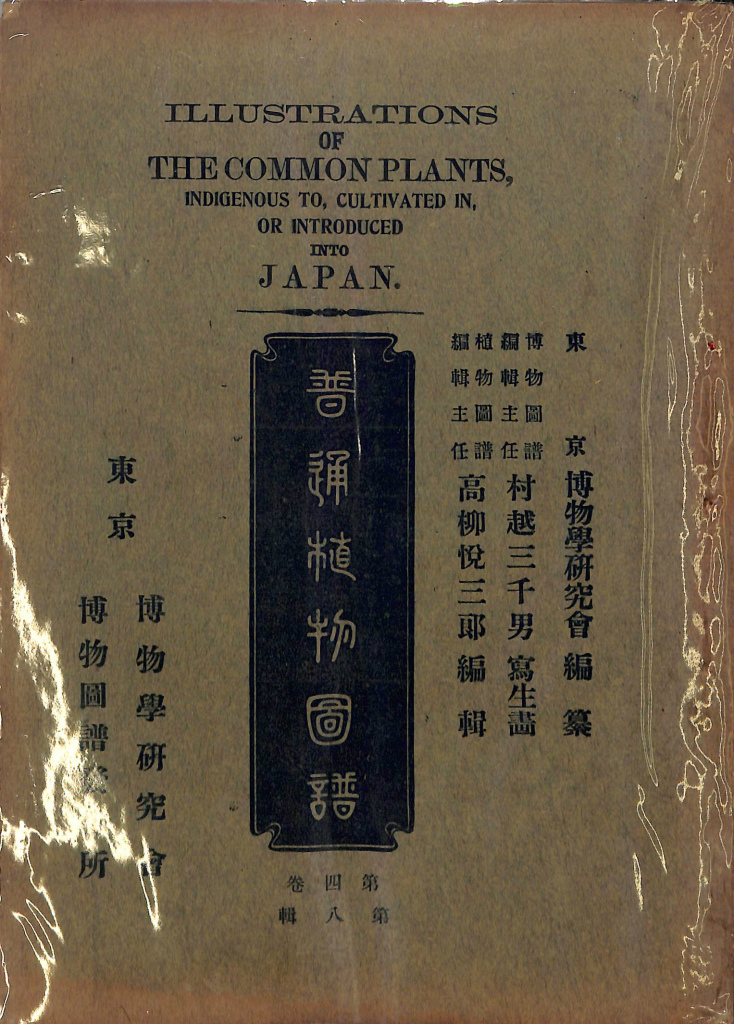 ILLUSTRATIONS
OF
THE COMMON PLANTS,
INDIGENOUS TO, CULTIVATED IN,
OR INTRODUCED
INTO
JAPAN.
東京 博物學研究會 編纂
博物圖譜編輯主任 村越三千男 寫生畵
植物圖譜編輯主任 高柳悅三郎 編輯
普通植物圖譜
第四卷
第八輯
東京
博物學研究會
博物圖譜 所